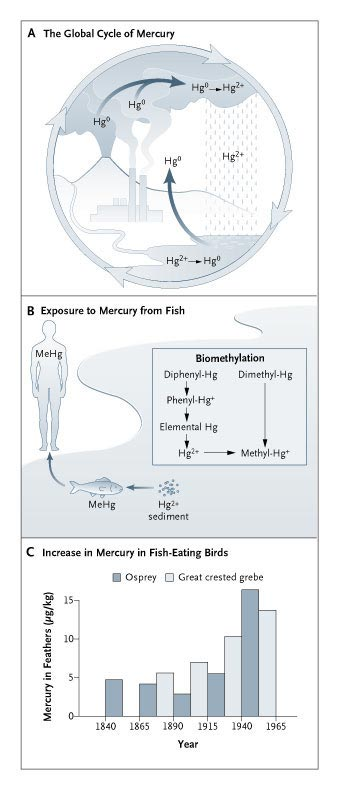 A The Global Cycle of Mercury
Hg⁰→Hg²⁺
Hg⁰
Hg⁰
Hg⁰
Hg²⁺
Hg²⁺→Hg⁰
B Exposure to Mercury from Fish
MeHg
Biomethylation
Diphenyl-Hg Dimethyl-Hg
Phenyl-Hg⁺
Elemental Hg
Hg²⁺ Methyl-Hg⁺
MeHg
Hg²⁺
sediment
C Increase in Mercury in Fish-Eating Birds
Osprey Great crested grebe
Mercury in Feathers (µg/kg)
15
10
5
0
1840 1865 1890 1915 1940 1965
Year